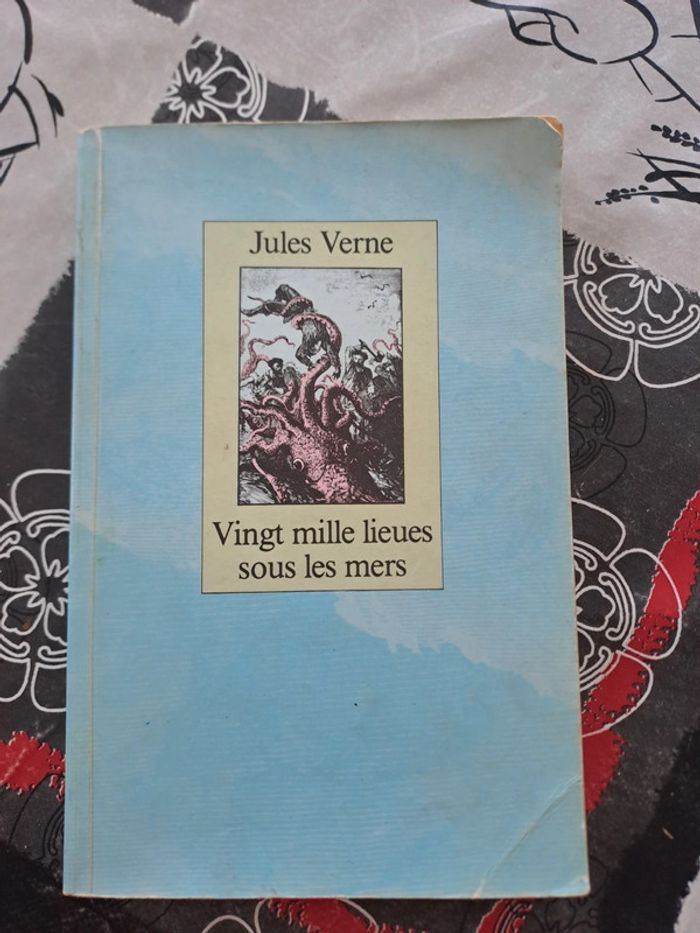 Jules Verne
Vingt mille lieues
sous les mers